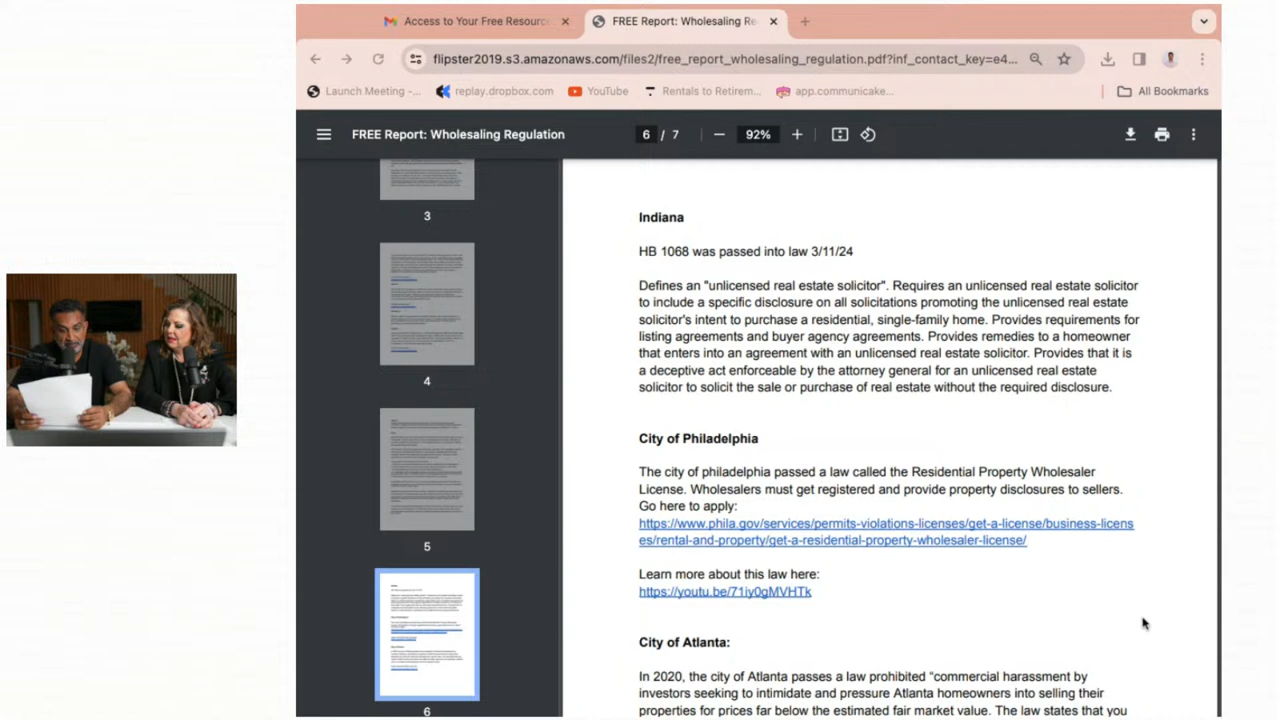 Access to Your Free Resource
FREE Report: Wholesaling Re
flipster2019.s3.amazonaws.com/files2/free_report_wholesaling_regulation.pdf?inf_contact_key=e4...
Launch Meeting -...
replay.dropbox.com
YouTube
Rentals to Retirem...
app.communicake...
All Bookmarks
FREE Report: Wholesaling Regulation
6 / 7
92%
3
4
5
6
Indiana
HB 1068 was passed into law 3/11/24
Defines an "unlicensed real estate solicitor". Requires an unlicensed real estate solicitor
to include a specific disclosure on all solicitations promoting the unlicensed real estate
solicitor's intent to purchase a residential, single-family home. Provides requirements for
listing agreements and buyer agency agreements. Provides remedies to a homeowner
that enters into an agreement with an unlicensed real estate solicitor. Provides that it is
a deceptive act enforceable by the attorney general for an unlicensed real estate
solicitor to solicit the sale or purchase of real estate without the required disclosure.
City of Philadelphia
The city of philadelphia passed a law called the Residential Property Wholesaler
License. Wholesalers must get registered and provide property disclosures to sellers.
Go here to apply:
https://www.phila.gov/services/permits-violations-licenses/get-a-license/business-licens
es/rental-and-property/get-a-residential-property-wholesaler-license/
Learn more about this law here:
https://youtu.be/71iy0gMVHTk
City of Atlanta:
In 2020, the city of Atlanta passes a law prohibited “commercial harassment by
investors seeking to intimidate and pressure Atlanta homeowners into selling their
properties for prices far below the estimated fair market value. The law states that you